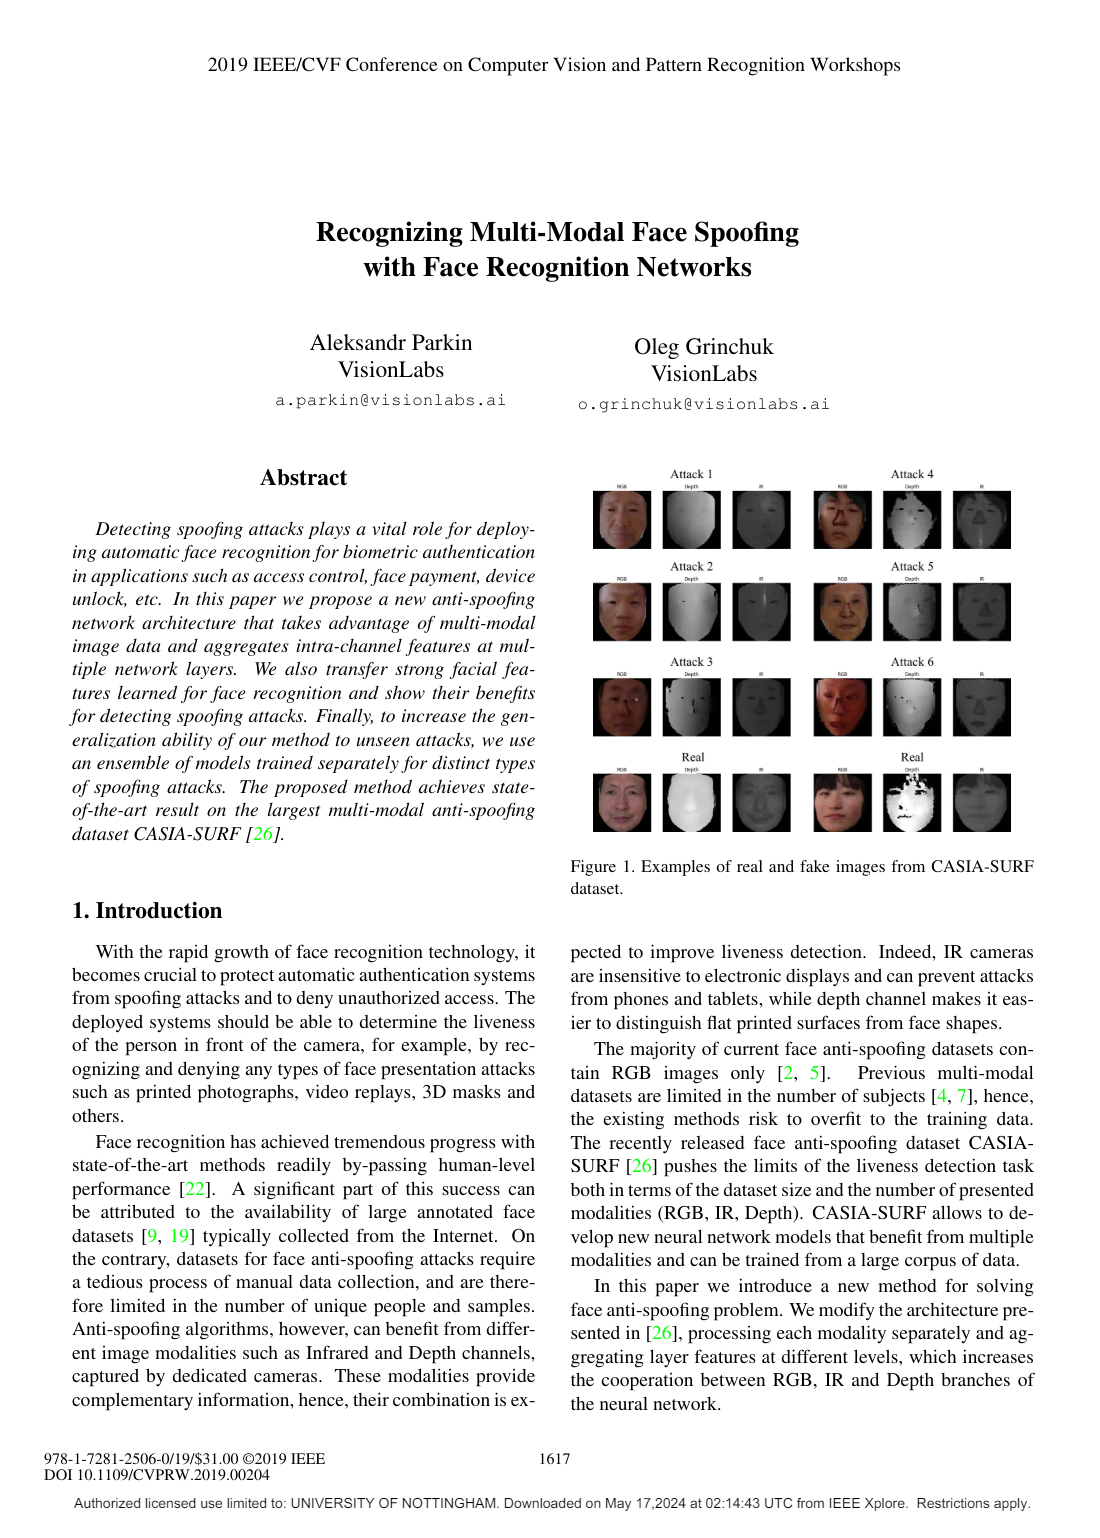 2019 IEEE/CVF Conference on Computer Vision and Pattern Recognition Workshops
Recognizing Multi-Modal Face Spoofing
with Face Recognition Networks
Aleksandr Parkin
VisionLabs
a.parkin@visionlabs.ai
Oleg Grinchuk
VisionLabs
o.grinchuk@visionlabs.ai
Abstract
Detecting spoofing attacks plays a vital role for deploy-
ing automatic face recognition for biometric authentication
in applications such as access control, face payment, device
unlock, etc. In this paper we propose a new anti-spoofing
network architecture that takes advantage of multi-modal
image data and aggregates intra-channel features at mul-
tiple network layers. We also transfer strong facial fea-
tures learned for face recognition and show their benefits
for detecting spoofing attacks. Finally, to increase the gen-
eralization ability of our method to unseen attacks, we use
an ensemble of models trained separately for distinct types
of spoofing attacks. The proposed method achieves state-
of-the-art result on the largest multi-modal anti-spoofing
dataset CASIA-SURF [26].
1. Introduction
With the rapid growth of face recognition technology, it
becomes crucial to protect automatic authentication systems
from spoofing attacks and to deny unauthorized access. The
deployed systems should be able to determine the liveness
of the person in front of the camera, for example, by rec-
ognizing and denying any types of face presentation attacks
such as printed photographs, video replays, 3D masks and
others.
Face recognition has achieved tremendous progress with
state-of-the-art methods readily by-passing human-level
performance [22]. A significant part of this success can
be attributed to the availability of large annotated face
datasets [9, 19] typically collected from the Internet. On
the contrary, datasets for face anti-spoofing attacks require
a tedious process of manual data collection, and are there-
fore limited in the number of unique people and samples.
Anti-spoofing algorithms, however, can benefit from differ-
ent image modalities such as Infrared and Depth channels,
captured by dedicated cameras. These modalities provide
complementary information, hence, their combination is ex-
Attack 1
RGB Depth IR
Attack 4
RGB Depth IR
Attack 2
RGB Depth IR
Attack 5
RGB Depth IR
Attack 3
RGB Depth IR
Attack 6
RGB Depth IR
Real
RGB Depth IR
Real
RGB Depth IR
Figure 1. Examples of real and fake images from CASIA-SURF
dataset.
pected to improve liveness detection. Indeed, IR cameras
are insensitive to electronic displays and can prevent attacks
from phones and tablets, while depth channel makes it eas-
ier to distinguish flat printed surfaces from face shapes.
The majority of current face anti-spoofing datasets con-
tain RGB images only [2, 5]. Previous multi-modal
datasets are limited in the number of subjects [4, 7], hence,
the existing methods risk to overfit to the training data.
The recently released face anti-spoofing dataset CASIA-
SURF [26] pushes the limits of the liveness detection task
both in terms of the dataset size and the number of presented
modalities (RGB, IR, Depth). CASIA-SURF allows to de-
velop new neural network models that benefit from multiple
modalities and can be trained from a large corpus of data.
In this paper we introduce a new method for solving
face anti-spoofing problem. We modify the architecture pre-
sented in [26], processing each modality separately and ag-
gregating layer features at different levels, which increases
the cooperation between RGB, IR and Depth branches of
the neural network.
978-1-7281-2506-0/19/$31.00 ©2019 IEEE
DOI 10.1109/CVPRW.2019.00204
1617
Authorized licensed use limited to: UNIVERSITY OF NOTTINGHAM. Downloaded on May 17,2024 at 02:14:43 UTC from IEEE Xplore. Restrictions apply.